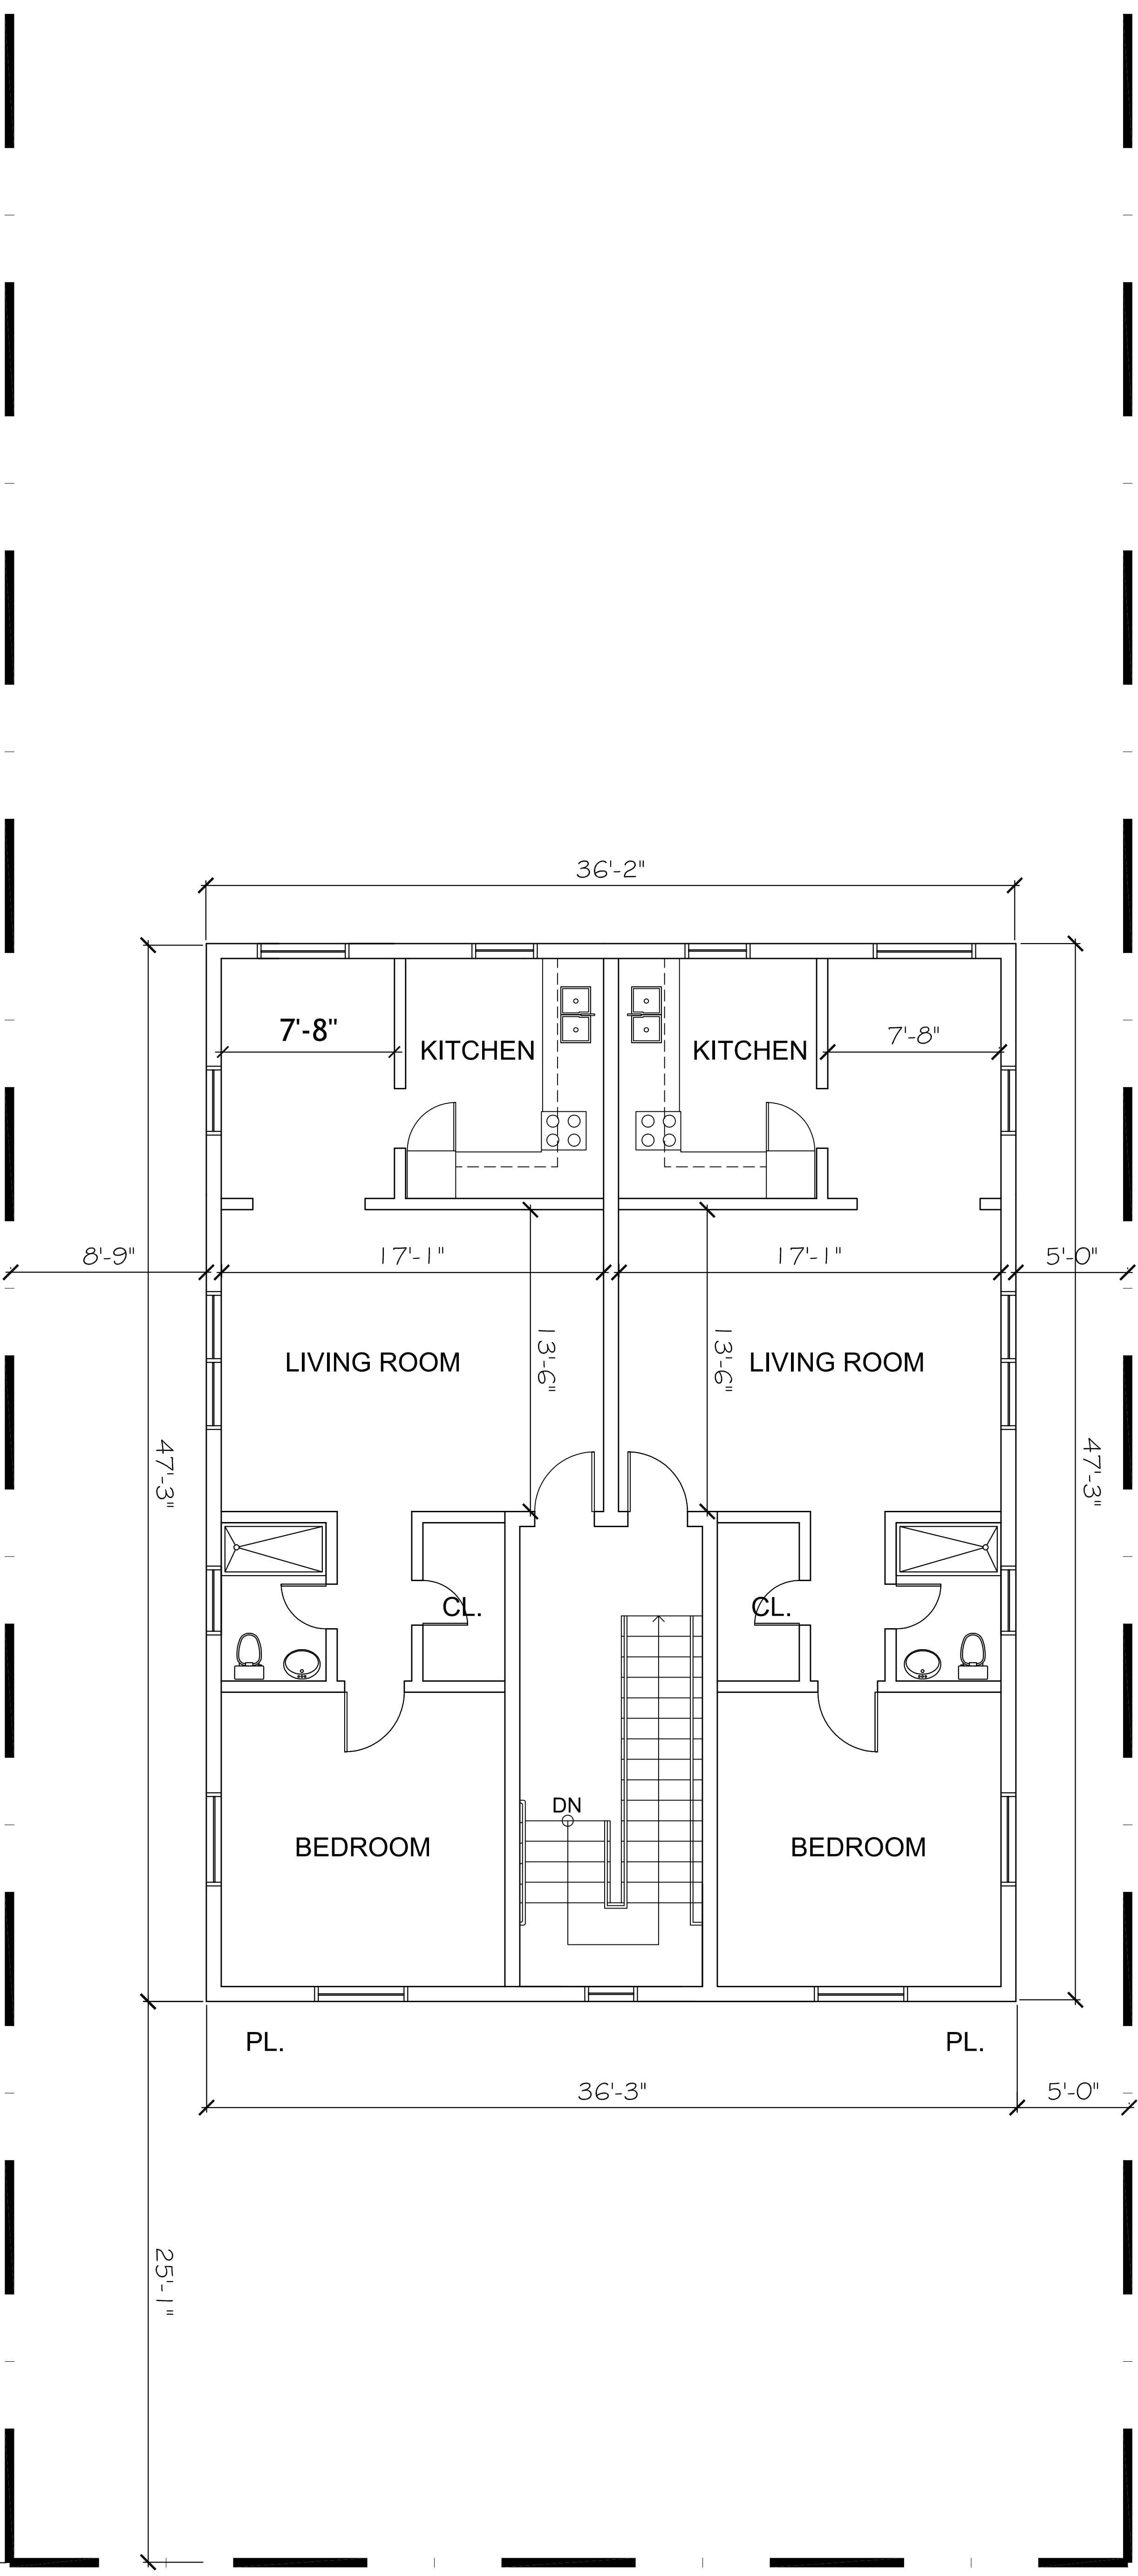 36'-2"
7'-8"
KITCHEN
KITCHEN
7'-8"
8'-9"
17'-1"
17'-1"
5'-0"
13'-6"
13'-6"
LIVING ROOM
LIVING ROOM
47'-3"
47'-3"
CL.
CL.
DN
BEDROOM
BEDROOM
PL.
PL.
36'-3"
5'-0"
25'-1"